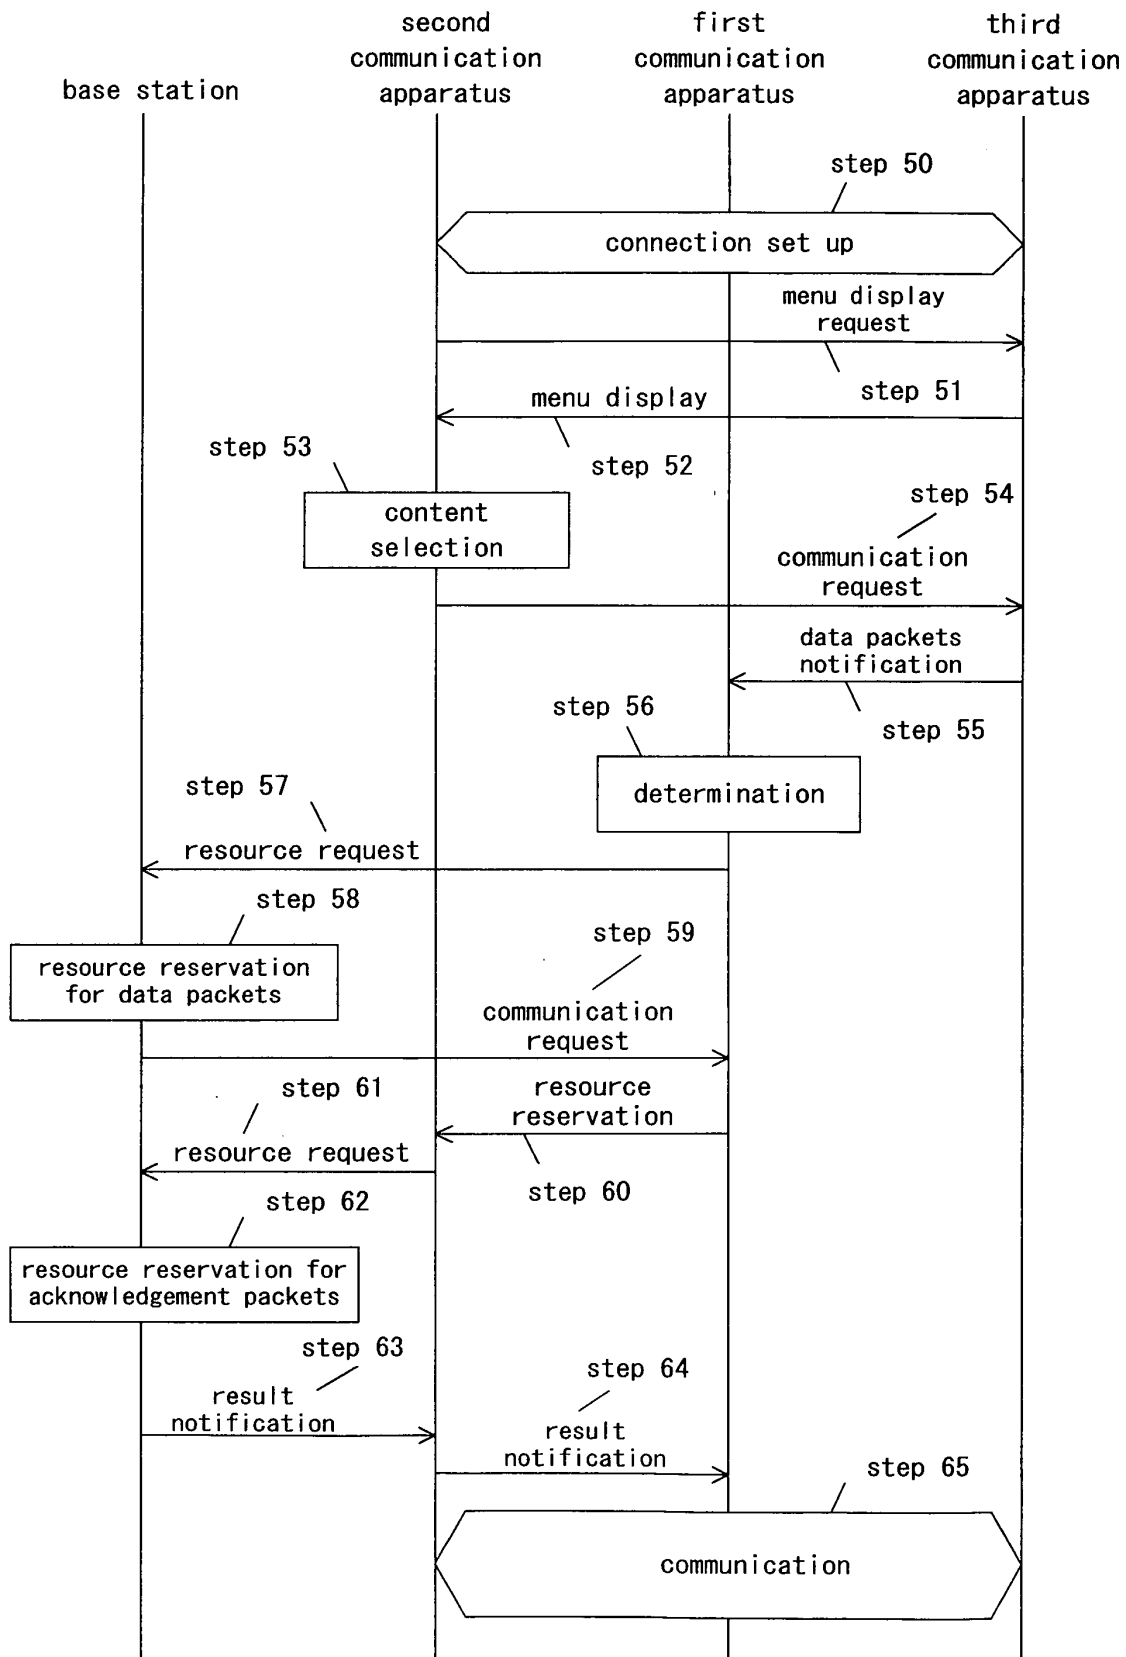 second
communication
apparatus
first
communication
apparatus
third
communication
apparatus
base station
step 50
connection set up
menu display
request
step 51
menu display
step 53
step 52
content
selection
step 54
communication
request
data packets
notification
step 56
step 55
determination
step 57
resource request
step 58
step 59
resource reservation
for data packets
communication
request
step 61
resource
reservation
resource request
step 60
step 62
resource reservation for
acknowledgement packets
step 63
step 64
result
notification
result
notification
step 65
communication